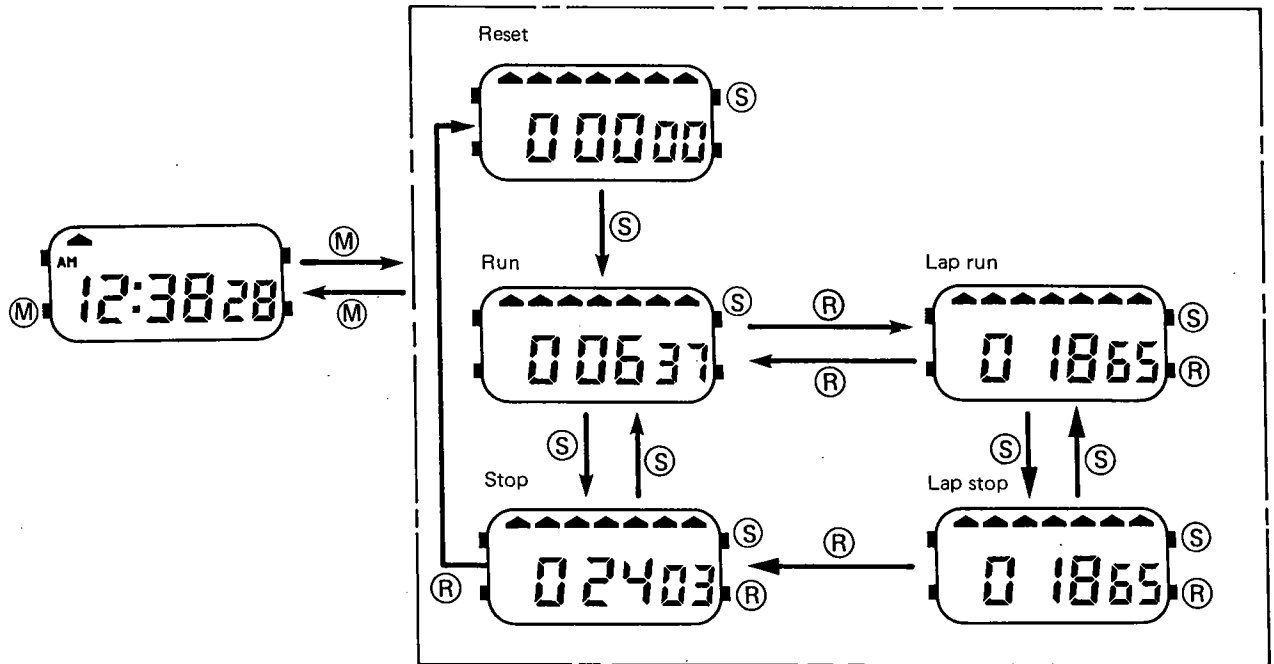 Reset
S
0 00 00
S
M
AM
12:38 28
M
M
Run
S
0 06 37
R
R
Lap run
S
0 18 65
R
S
S
S
S
Stop
S
0 24 03
R
R
R
Lap stop
S
0 18 65
R